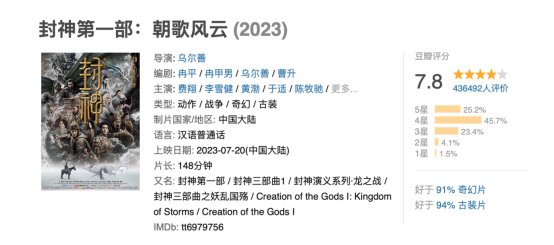 封神第一部：朝歌风云 (2023)
封神
导演: 乌尔善
编剧: 冉平 / 冉甲男 / 乌尔善 / 曹升
主演: 费翔 / 李雪健 / 黄渤 / 于适 / 陈牧驰 / 更多...
类型: 动作 / 战争 / 奇幻 / 古装
制片国家/地区: 中国大陆
语言: 汉语普通话
上映日期: 2023-07-20(中国大陆)
片长: 148分钟
又名: 封神第一部 / 封神三部曲1 / 封神演义系列·龙之战 /
封神三部曲之妖乱国殇 / Creation of the Gods I: Kingdom
of Storms / Creation of the Gods I
IMDb: tt6979756
豆瓣评分
7.8
436492人评价
5星 25.2%
4星 45.7%
3星 23.4%
2星 4.1%
1星 1.5%
好于 91% 奇幻片
好于 94% 古装片